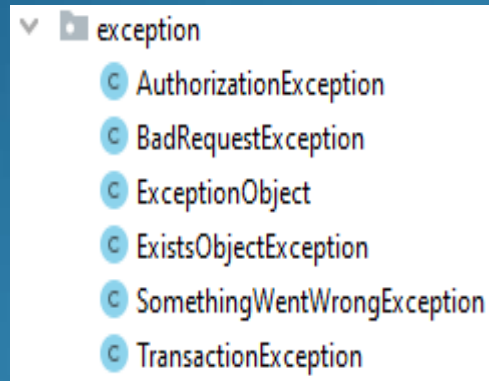 exception
C AuthorizationException
C BadRequestException
C ExceptionObject
C ExistsObjectException
C SomethingWentWrongException
C TransactionException